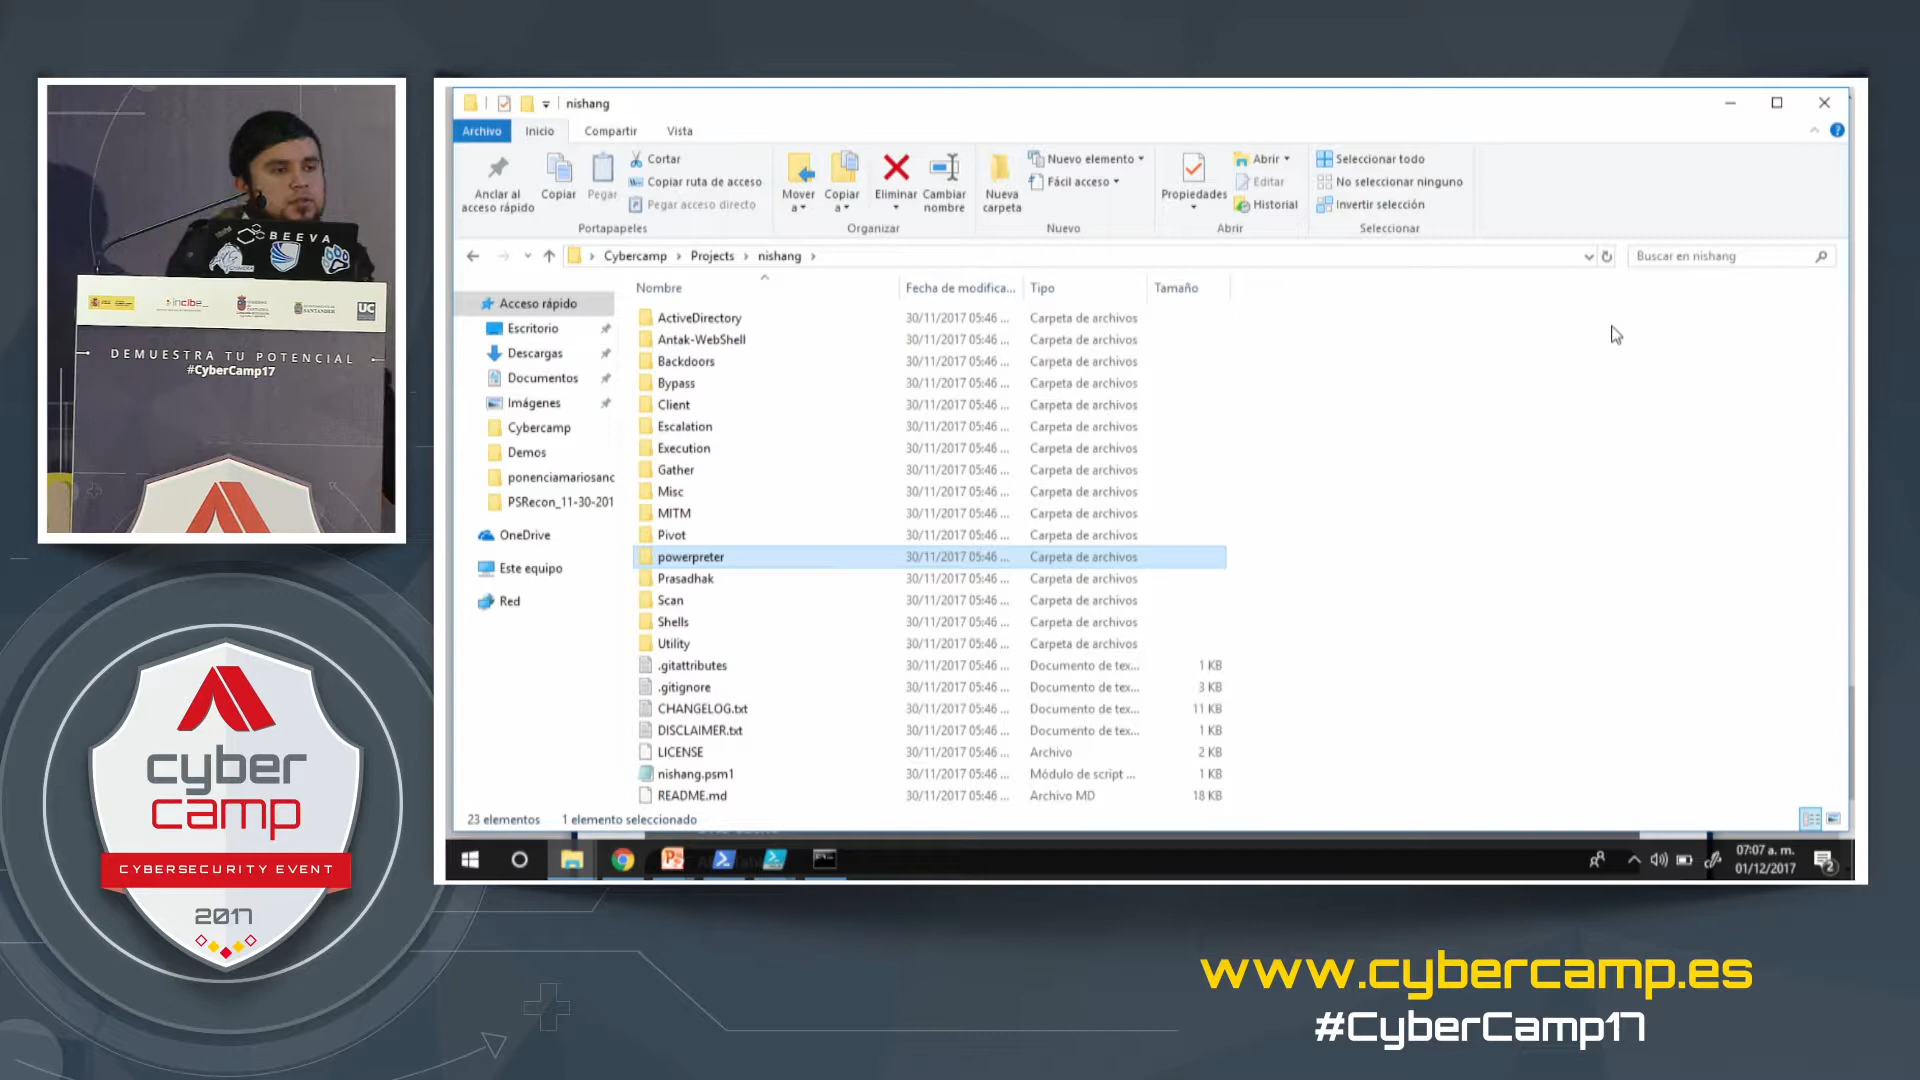 nishang
Archivo Inicio Compartir Vista
Anclar al acceso rápido
Copiar
Pegar
Cortar
Copiar ruta de acceso
Pegar acceso directo
Portapapeles
Mover a
Copiar a
Eliminar
Cambiar nombre
Organizar
Nueva carpeta
Nuevo elemento
Fácil acceso
Nuevo
Propiedades
Abrir
Editar
Historial
Abrir
Seleccionar todo
No seleccionar ninguno
Invertir selección
Seleccionar
Cybercamp > Projects > nishang >
Buscar en nishang
Acceso rápido
Escritorio
Descargas
Documentos
Imágenes
Cybercamp
Demos
ponenciamariosanc
PSRecon_11-30-201
OneDrive
Este equipo
Red
Nombre Fecha de modifica... Tipo Tamaño
ActiveDirectory 30/11/2017 05:46 ... Carpeta de archivos
Antak-WebShell 30/11/2017 05:46 ... Carpeta de archivos
Backdoors 30/11/2017 05:46 ... Carpeta de archivos
Bypass 30/11/2017 05:46 ... Carpeta de archivos
Client 30/11/2017 05:46 ... Carpeta de archivos
Escalation 30/11/2017 05:46 ... Carpeta de archivos
Execution 30/11/2017 05:46 ... Carpeta de archivos
Gather 30/11/2017 05:46 ... Carpeta de archivos
Misc 30/11/2017 05:46 ... Carpeta de archivos
MITM 30/11/2017 05:46 ... Carpeta de archivos
Pivot 30/11/2017 05:46 ... Carpeta de archivos
powerpreter 30/11/2017 05:46 ... Carpeta de archivos
Prasadhak 30/11/2017 05:46 ... Carpeta de archivos
Scan 30/11/2017 05:46 ... Carpeta de archivos
Shells 30/11/2017 05:46 ... Carpeta de archivos
Utility 30/11/2017 05:46 ... Carpeta de archivos
.gitattributes 30/11/2017 05:46 ... Documento de tex... 1 KB
.gitignore 30/11/2017 05:46 ... Documento de tex... 3 KB
CHANGELOG.txt 30/11/2017 05:46 ... Documento de tex... 11 KB
DISCLAIMER.txt 30/11/2017 05:46 ... Documento de tex... 1 KB
LICENSE 30/11/2017 05:46 ... Archivo 2 KB
nishang.psm1 30/11/2017 05:46 ... Módulo de script ... 1 KB
README.md 30/11/2017 05:46 ... Archivo MD 18 KB
23 elementos 1 elemento seleccionado
07:07 a. m.
01/12/2017
2
BEEVA
incibe_
SANTANDER
UC
DEMUESTRA TU POTENCIAL
#CyberCamp17
cyber
camp
CYBERSECURITY EVENT
2017
www.cybercamp.es
#CyberCamp17